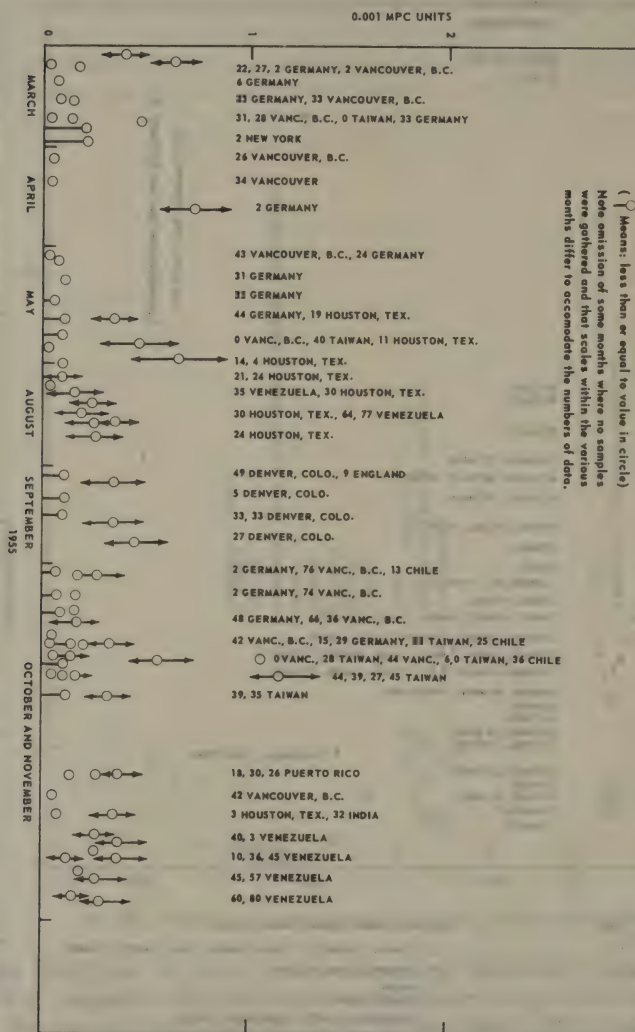 0.001 MPC UNITS
0
1
2
( ○ Means: less than or equal to value in circle)
Note omission of some months where no samples
were gathered and that scales within the various
months differ to accomodate the numbers of data.
MARCH
22, 27, 2 GERMANY, 2 VANCOUVER, B.C.
6 GERMANY
GERMANY, 33 VANCOUVER, B.C.
31, 28 VANC., B.C., 0 TAIWAN, 33 GERMANY
2 NEW YORK
APRIL
26 VANCOUVER, B.C.
34 VANCOUVER
2 GERMANY
MAY
43 VANCOUVER, B.C., 24 GERMANY
31 GERMANY
GERMANY
44 GERMANY, 19 HOUSTON, TEX.
0 VANC., B.C., 40 TAIWAN, 11 HOUSTON, TEX.
14, 4 HOUSTON, TEX.
AUGUST
21, 24 HOUSTON, TEX.
35 VENEZUELA, 30 HOUSTON, TEX.
30 HOUSTON, TEX., 64, 77 VENEZUELA
24 HOUSTON, TEX.
SEPTEMBER
49 DENVER, COLO., 9 ENGLAND
5 DENVER, COLO.
33, 33 DENVER, COLO.
27 DENVER, COLO.
1955
OCTOBER AND NOVEMBER
2 GERMANY, 76 VANC., B.C., 13 CHILE
2 GERMANY, 74 VANC., B.C.
48 GERMANY, 66, 36 VANC., B.C.
42 VANC., B.C., 15, 29 GERMANY, TAIWAN, 25 CHILE
0 VANC., 28 TAIWAN, 44 VANC., 6,0 TAIWAN, 36 CHILE
44, 39, 27, 45 TAIWAN
39, 35 TAIWAN
18, 30, 26 PUERTO RICO
42 VANCOUVER, B.C.
3 HOUSTON, TEX., 32 INDIA
40, 3 VENEZUELA
10, 36, 45 VENEZUELA
45, 57 VENEZUELA
60, 80 VENEZUELA